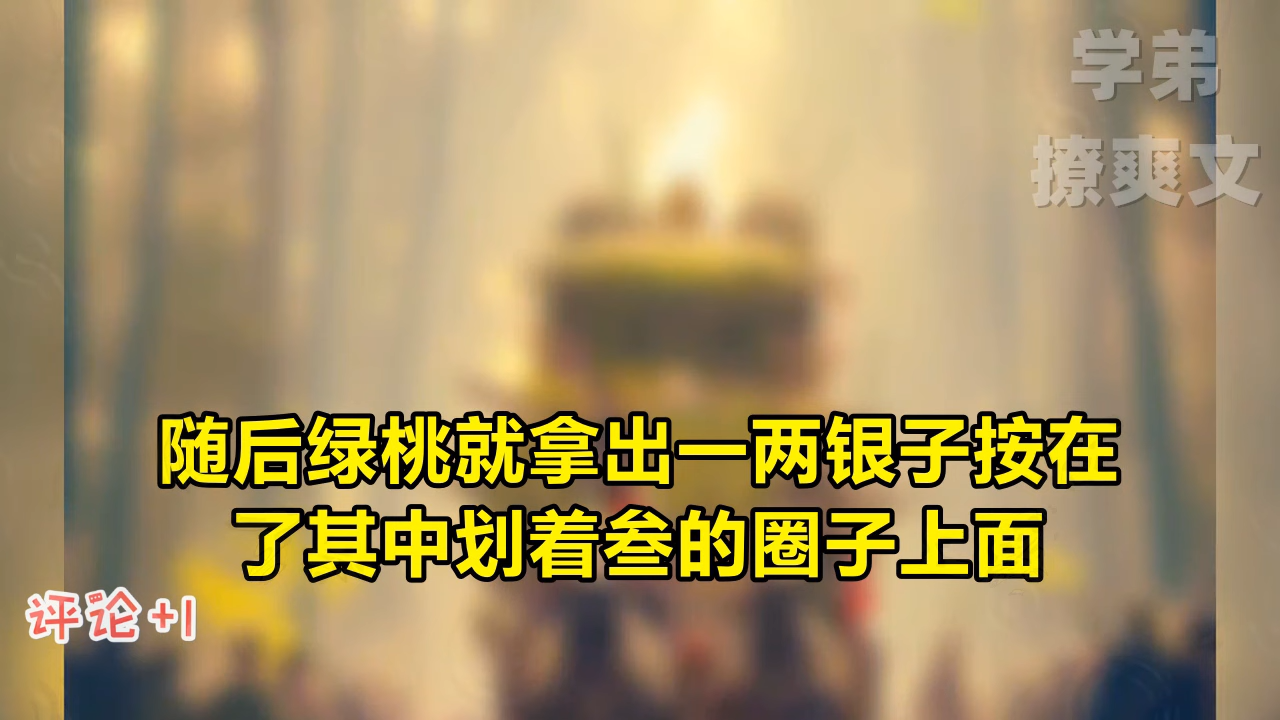 学弟
撩爽文
随后绿桃就拿出一两银子按在
了其中划着叁的圈子上面
评论+1